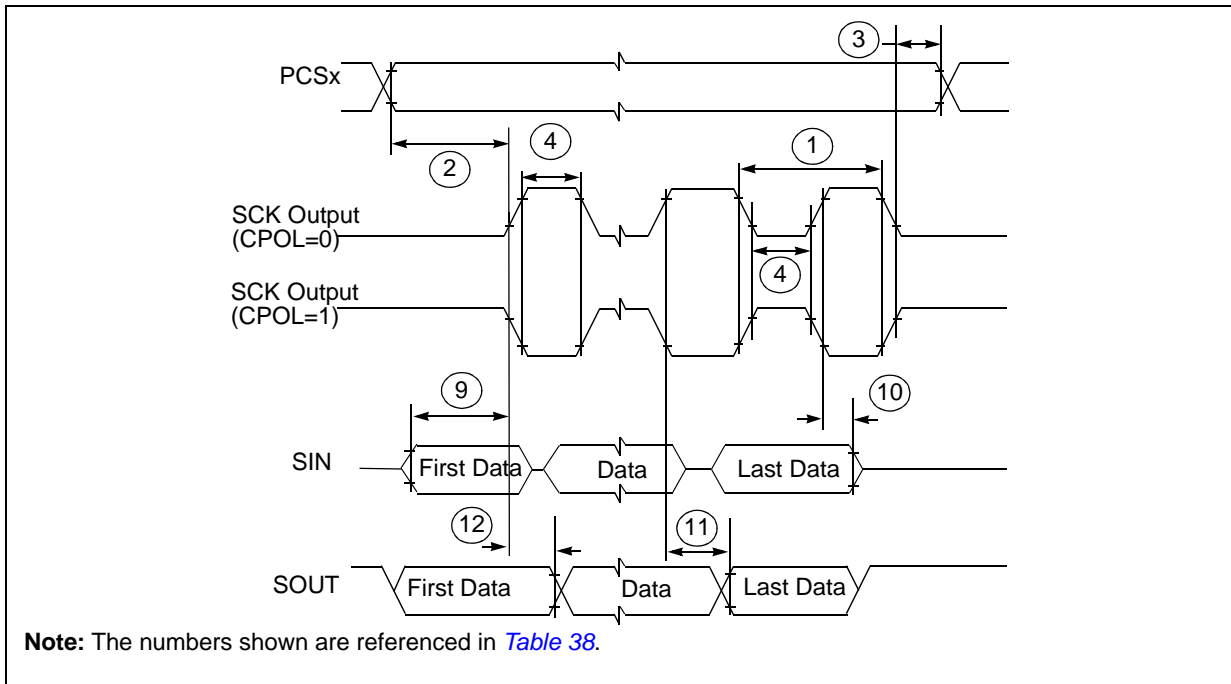 3
PCSx
2
4
1
SCK Output
(CPOL=0)
4
SCK Output
(CPOL=1)
9
10
SIN
First Data
Data
Last Data
12
11
SOUT
First Data
Data
Last Data
Note: The numbers shown are referenced in Table 38.